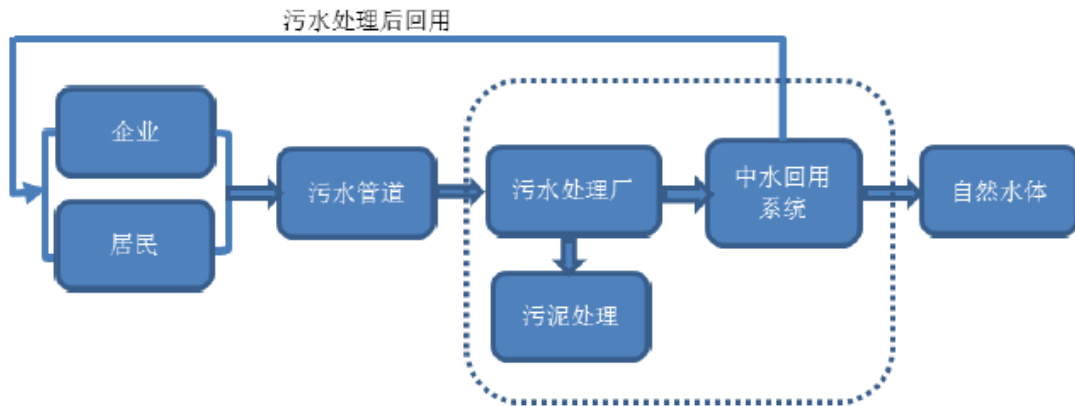 污水处理后回用
企业
居民
污水管道
污水处理厂
污泥处理
中水回用
系统
自然水体